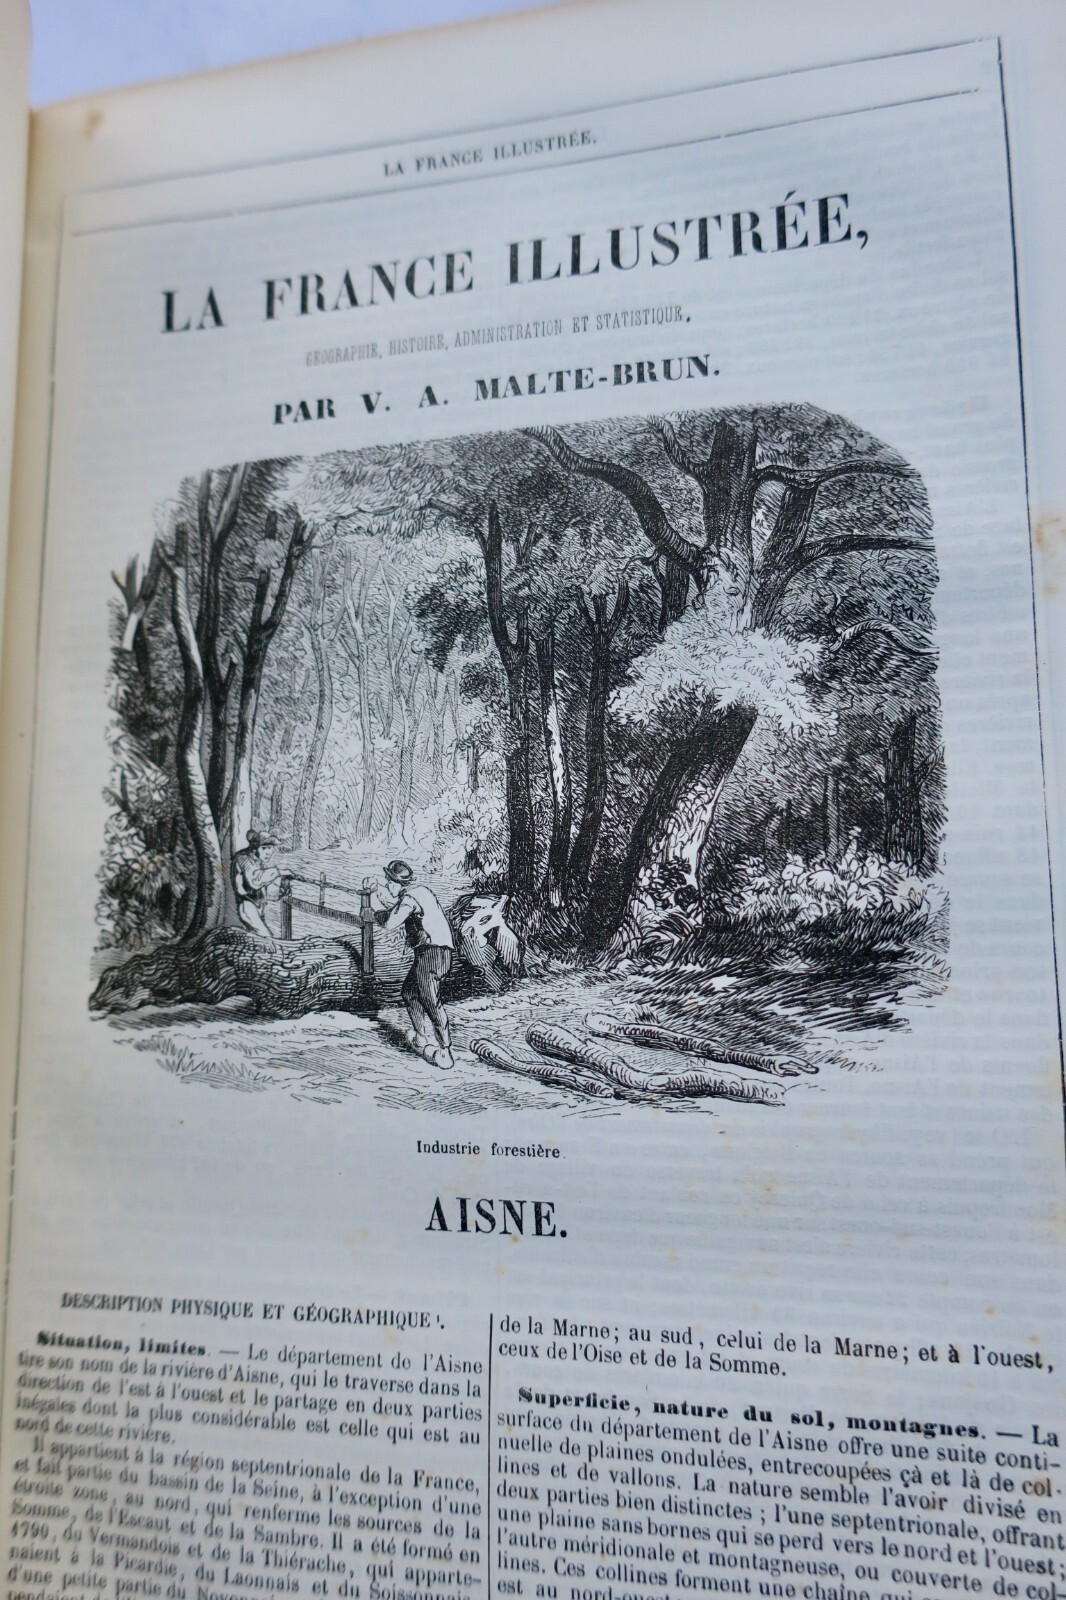 LA FRANCE ILLUSTRÉE.
LA FRANCE ILLUSTRÉE,
GÉOGRAPHIE, HISTOIRE, ADMINISTRATION ET STATISTIQUE,
PAR V. A. MALTE-BRUN.
Industrie forestière.
AISNE.
DESCRIPTION PHYSIQUE ET GÉOGRAPHIQUE ¹.
Situation, limites. — Le département de l'Aisne
tire son nom de la rivière d'Aisne, qui le traverse dans la
direction de l'est à l'ouest et le partage en deux parties
inégales dont la plus considérable est celle qui est au
nord de cette rivière.
Il appartient à la région septentrionale de la France,
et fait partie du bassin de la Seine, à l'exception d'une
étroite zone, au nord, qui renferme les sources de la
Somme, de l'Escaut et de la Sambre. Il a été formé en
1790, du Vermandois et de la Thiérache, qui apparte-
naient à la Picardie, du Laonnais et du Soissonnais,
d'une petite partie du
de la Marne; au sud, celui de la Marne; et à l'ouest,
ceux de l'Oise et de la Somme.
Superficie, nature du sol, montagnes. — La
surface du département de l'Aisne offre une suite conti-
nuelle de plaines ondulées, entrecoupées çà et là de col-
lines et de vallons. La nature semble l'avoir divisé en
deux parties bien distinctes; l'une septentrionale, offrant
une plaine sans bornes qui se perd vers le nord et l'ouest;
l'autre méridionale et montagneuse, ou couverte de col-
lines. Ces collines forment une chaîne qui
est au